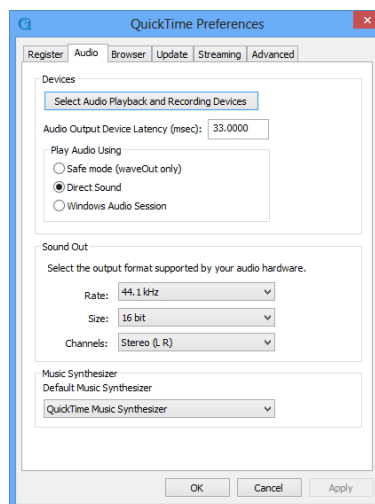 QuickTime Preferences
Register Audio Browser Update Streaming Advanced
Devices
Select Audio Playback and Recording Devices
Audio Output Device Latency (msec): 33.0000
Play Audio Using
Safe mode (waveOut only)
Direct Sound
Windows Audio Session
Sound Out
Select the output format supported by your audio hardware.
Rate: 44.1 kHz
Size: 16 bit
Channels: Stereo (L R)
Music Synthesizer
Default Music Synthesizer
QuickTime Music Synthesizer
OK Cancel Apply